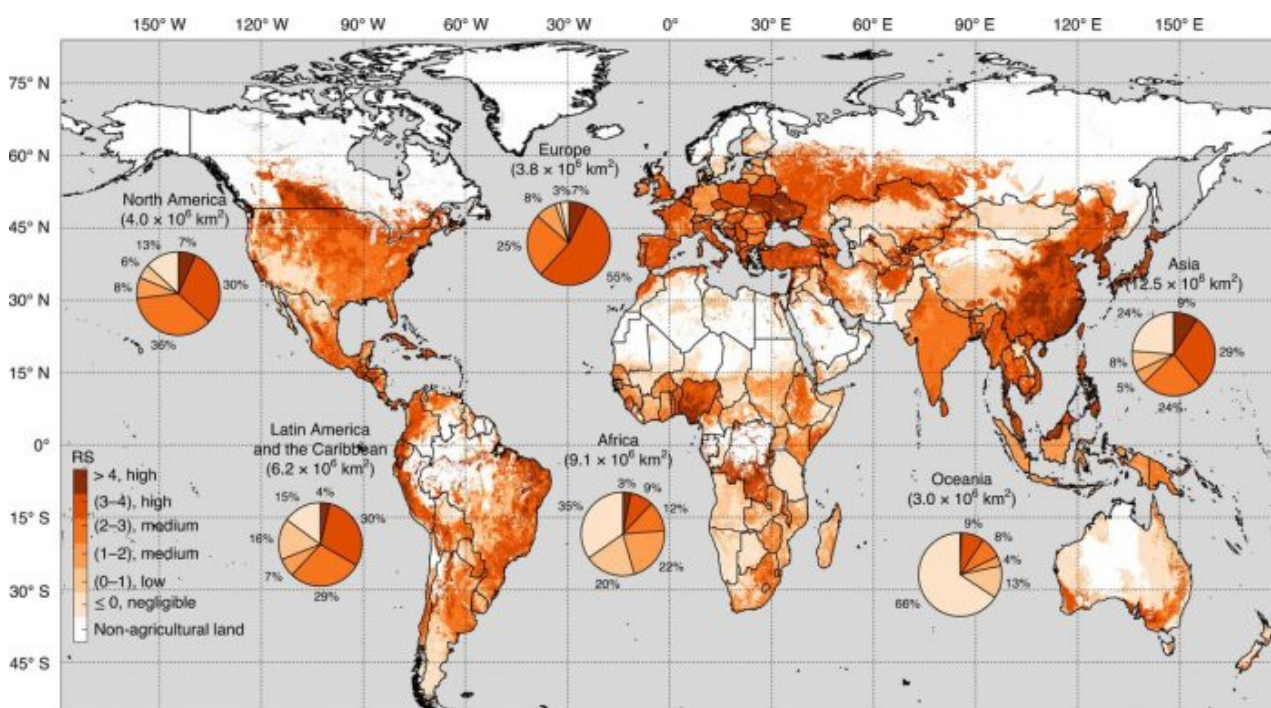 150° W 120° W 90° W 60° W 30° W 0° 30° E 60° E 90° E 120° E 150° E
75° N
60° N
45° N
30° N
15° N
0°
15° S
30° S
45° S
North America
(4.0 × 10⁶ km²)
13%
7%
6%
8%
30%
36%
Europe
(3.8 × 10⁶ km²)
3%
7%
8%
25%
55%
Asia
(12.5 × 10⁶ km²)
9%
24%
29%
8%
5%
24%
Latin America
and the Caribbean
(6.2 × 10⁶ km²)
4%
15%
30%
16%
7%
29%
Africa
(9.1 × 10⁶ km²)
3%
9%
35%
12%
22%
20%
Oceania
(3.0 × 10⁶ km²)
9%
8%
4%
13%
66%
RS
> 4, high
(3–4), high
(2–3), medium
(1–2), medium
(0–1), low
≤ 0, negligible
Non-agricultural land